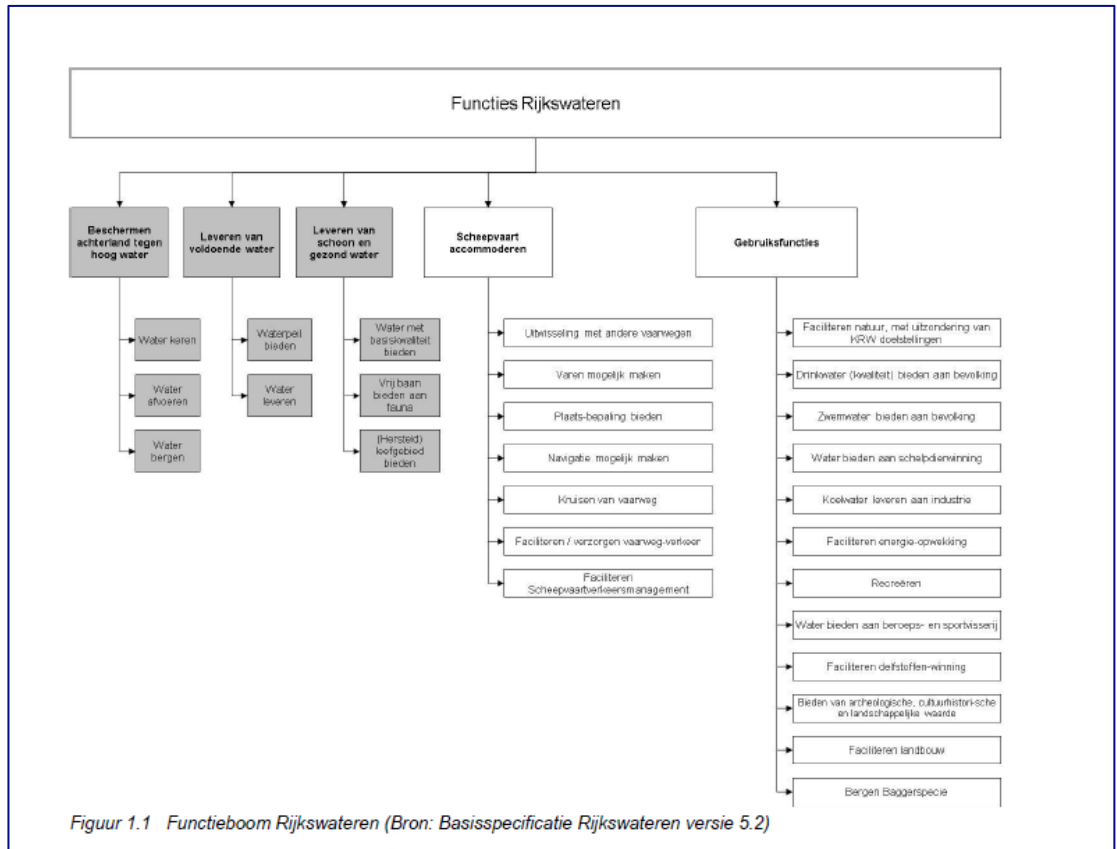 Functies Rijkswateren
Beschermen
achterland tegen
hoog water
Leveren van
voldoende water
Leveren van
schoon en
gezond water
Scheepvaart
accommoderen
Gebruiksfuncties
Water keren
Water
afvoeren
Water
bergen
Waterpeil
bieden
Water
leveren
Water met
basiskwaliteit
bieden
Vrij baan
bieden aan
fauna
(Herstel)
leefgebied
bieden
Uitwisseling met andere vaarwegen
Varen mogelijk maken
Plaats-bepaling bieden
Navigatie mogelijk maken
Kruisen van vaarweg
Faciliteren / verzorgen vaarweg-verkeer
Faciliteren
Scheepvaartverkeersmanagement
Faciliteren natuur, met uitzondering van
KRW doelstellingen
Drinkwater (kwaliteit) bieden aan bevolking
Zwemwater bieden aan bevolking
Water bieden aan schelpdierwinning
Koelwater leveren aan industrie
Faciliteren energie-opwekking
Recreëren
Water bieden aan beroeps- en sportvisserij
Faciliteren delfstoffen-winning
Bieden van archeologische, cultuurhistori-sche
en landschappelijke waarde
Faciliteren landbouw
Bergen Baggerspecie
Figuur 1.1 Functieboom Rijkswateren (Bron: Basisspecificatie Rijkswateren versie 5.2)